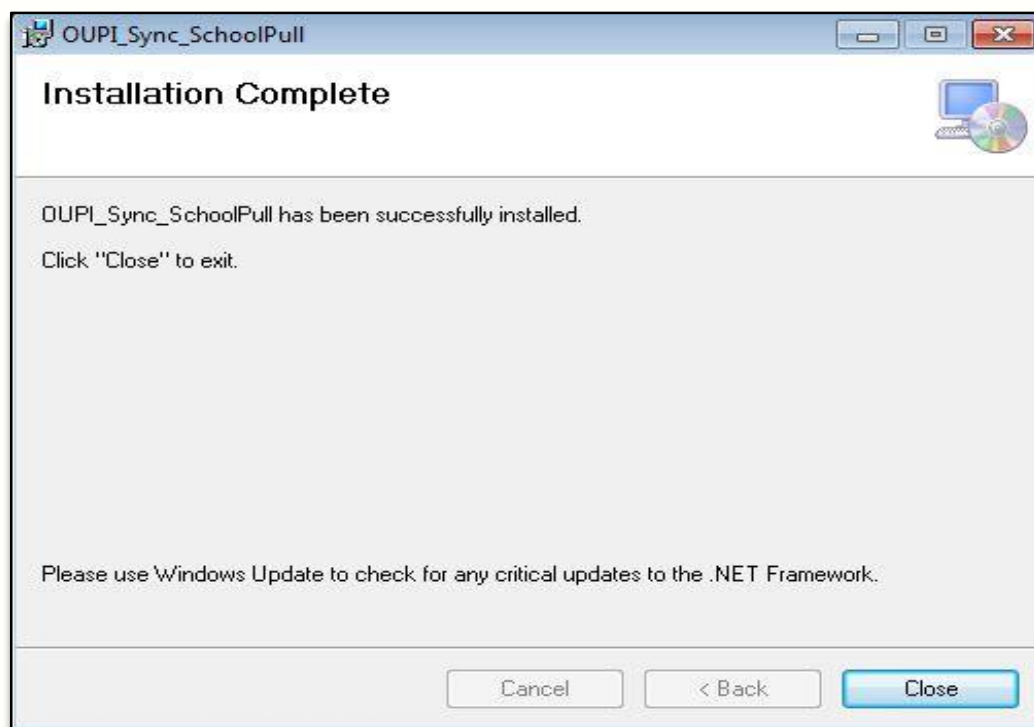 OUPI_Sync_SchoolPull
Installation Complete
OUPI_Sync_SchoolPull has been successfully installed.
Click "Close" to exit.
Please use Windows Update to check for any critical updates to the .NET Framework.
Cancel
< Back
Close